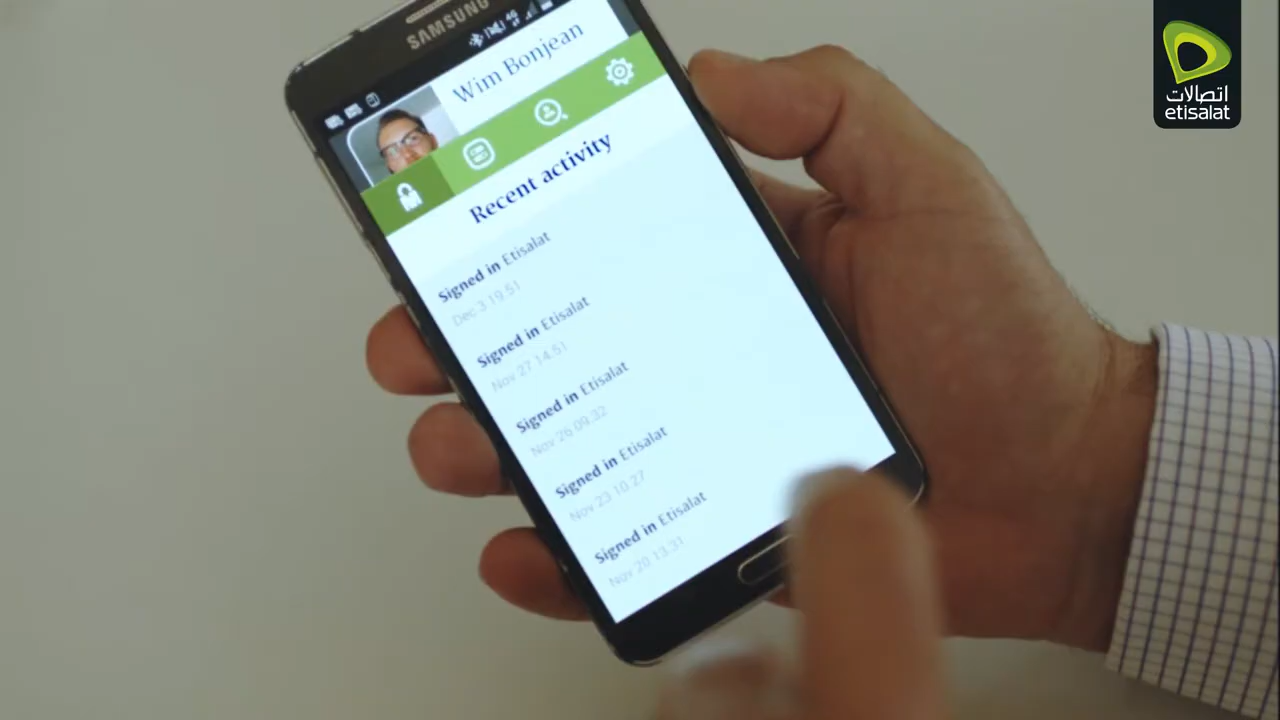 SAMSUNG
Wim Bonjean
Recent activity
Signed in Etisalat
Dec 3 19.51
Signed in Etisalat
Nov 27 14.51
Signed in Etisalat
Nov 26 09.32
Signed in Etisalat
Nov 23 10.27
Signed in Etisalat
Nov 20 13.31
اتصالات
etisalat